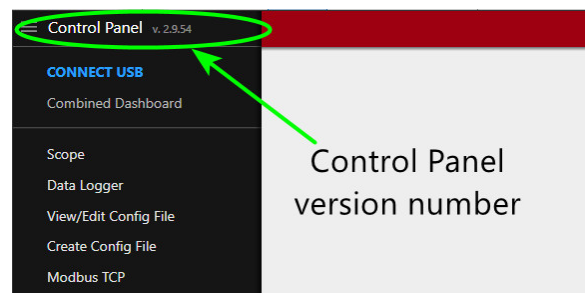 Control Panel v. 2.9.54
CONNECT USB
Combined Dashboard
Scope
Data Logger
View/Edit Config File
Create Config File
Modbus TCP
Control Panel
version number